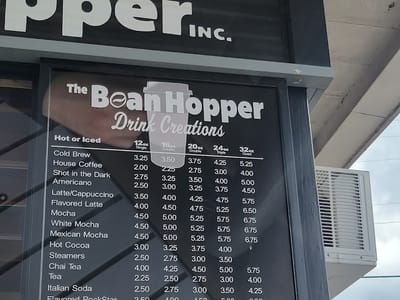 opper INC.
The Bean Hopper
Drink Creations
Hot or Iced 12oz 16oz 20oz 24oz 32oz
Cold Brew 3.25 3.50 3.75 4.25 5.25
House Coffee 2.00 2.25 2.75 3.00 4.00
Shot in the Dark 2.75 3.25 3.50 4.00 5.00
Americano 2.50 3.00 3.25 3.75 4.50
Latte/Cappuccino 3.50 4.00
Flavored Latte 4.00 4.50 4.75 5.25 6.50
Mocha 4.50 5.00 5.25 5.75 6.75
White Mocha 4.50 5.00 5.25 5.75 6.75
Mexican Mocha 4.50 5.00 5.25 5.75 6.75
Hot Cocoa 3.00 3.25 3.75 4.00
Steamers 2.50 2.75 3.00 3.50
Chai Tea 4.00 4.25 4.50 5.00 5.75
Tea 2.25 2.50 2.75 3.00
Italian Soda 2.50 2.75 3.00 3.50 4.25
Flavored RockStar 3.50 4.00 4.50